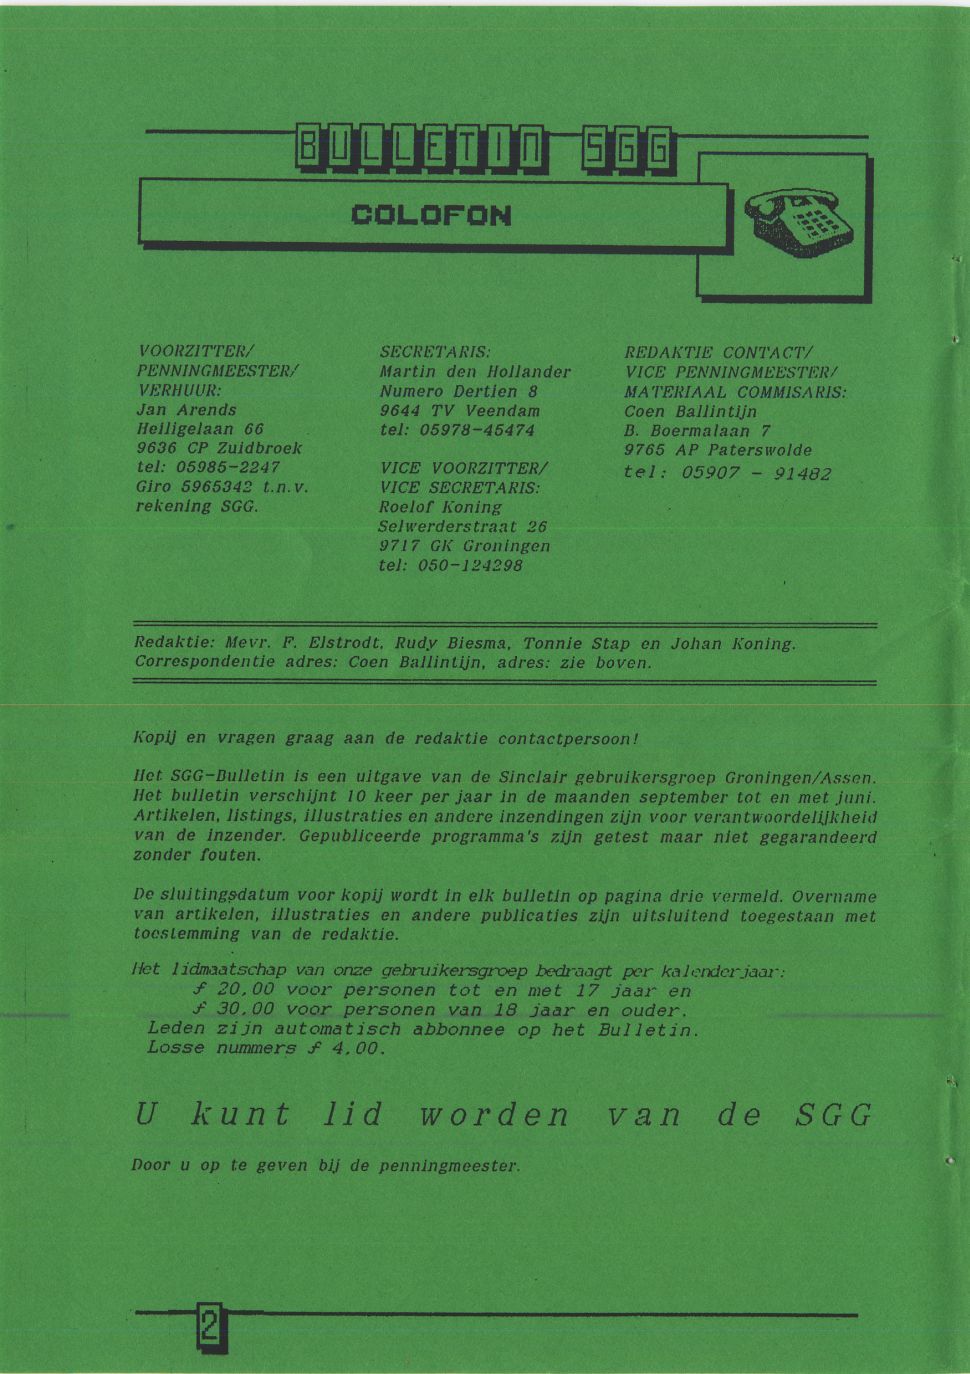 BULLETIN SGG
COLOFON
VOORZITTER/
PENNINGMEESTER/
VERHUUR:
Jan Arends
Heiligelaan 66
9636 CP Zuidbroek
tel: 05985-2247
Giro 5965342 t.n.v.
rekening SGG.
SECRETARIS:
Martin den Hollander
Numero Dertien 8
9644 TV Veendam
tel: 05978-45474
VICE VOORZITTER/
VICE SECRETARIS:
Roelof Koning
Selwerderstraat 26
9717 GK Groningen
tel: 050-124298
REDAKTIE CONTACT/
VICE PENNINGMEESTER/
MATERIAAL COMMISARIS:
Coen Ballintijn
B. Boermalaan 7
9765 AP Paterswolde
tel: 05907 - 91482
Redaktie: Mevr. F. Elstrodt, Rudy Biesma, Tonnie Stap en Johan Koning.
Correspondentie adres: Coen Ballintijn, adres: zie boven.
Kopij en vragen graag aan de redaktie contactpersoon!
Het SGG-Bulletin is een uitgave van de Sinclair gebruikersgroep Groningen/Assen.
Het bulletin verschijnt 10 keer per jaar in de maanden september tot en met juni.
Artikelen, listings, illustraties en andere inzendingen zijn voor verantwoordelijkheid
van de inzender. Gepubliceerde programma's zijn getest maar niet gegarandeerd
zonder fouten.
De sluitingsdatum voor kopij wordt in elk bulletin op pagina drie vermeld. Overname
van artikelen, illustraties en andere publicaties zijn uitsluitend toegestaan met
toestemming van de redaktie.
Het lidmaatschap van onze gebruikersgroep bedraagt per kalenderjaar:
ƒ 20,00 voor personen tot en met 17 jaar en
ƒ 30,00 voor personen van 18 jaar en ouder.
Leden zijn automatisch abbonnee op het Bulletin.
Losse nummers ƒ 4,00.
U kunt lid worden van de SGG
Door u op te geven bij de penningmeester.
2